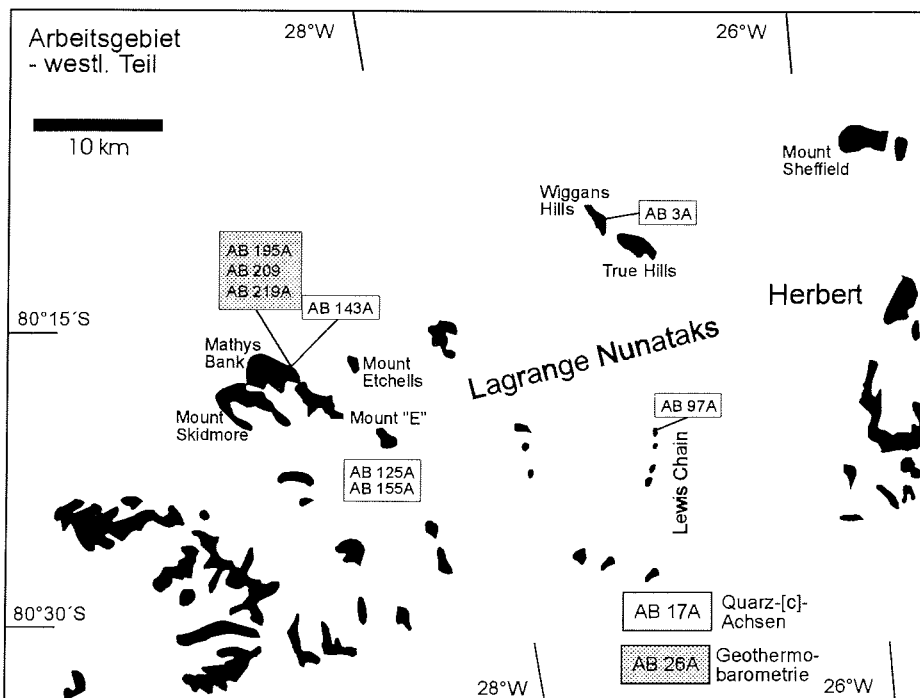 Arbeitsgebiet
- westl. Teil
10 km
28°W
26°W
Mount
Sheffield
Wiggans
Hills
AB 3A
True Hills
AB 195A
AB 209
AB 219A
AB 143A
Herbert
80°15´S
Mathys
Bank
Mount
Etchells
Lagrange Nunataks
Mount
Skidmore
Mount "E"
AB 97A
AB 125A
AB 155A
Lewis Chain
80°30´S
AB 17A
Quarz-[c]-
Achsen
AB 26A
Geothermo-
barometrie
28°W
26°W